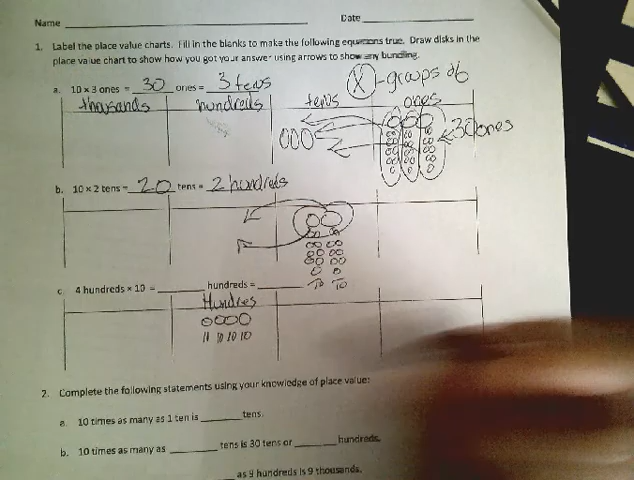 Name Date
1. Label the place value charts. Fill in the blanks to make the following equations true. Draw disks in the
place value chart to show how you got your answer using arrows to show any bundling.
(X)-groups of
a. 10 x 3 ones = 30 ones = 3 tens
thousands hundreds tens ones
30 ones
b. 10 x 2 tens = 20 tens = 2 hundreds
10 10
c. 4 hundreds x 10 = hundreds =
Hundres
10 10 10
2. Complete the following statements using your knowledge of place value:
a. 10 times as many as 1 ten is tens.
b. 10 times as many as tens is 30 tens or hundreds.
as 9 hundreds is 9 thousands.